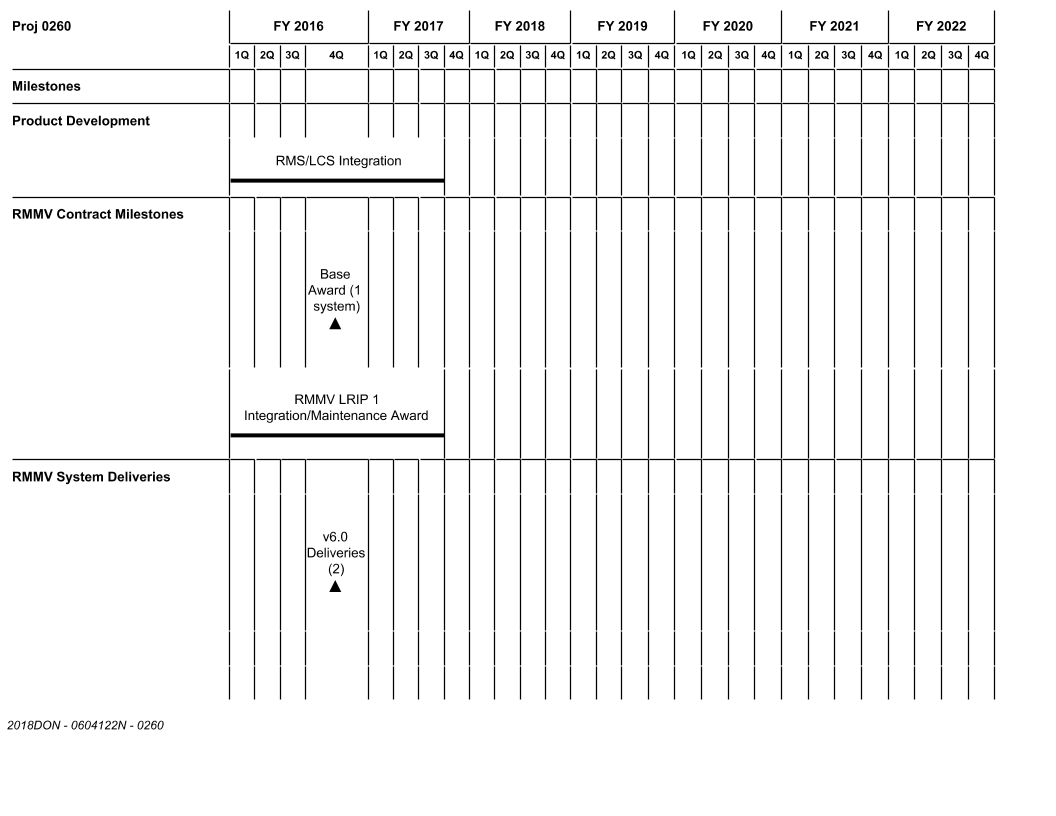 Proj 0260 FY 2016 FY 2017 FY 2018 FY 2019 FY 2020 FY 2021 FY 2022
1Q 2Q 3Q 4Q 1Q 2Q 3Q 4Q 1Q 2Q 3Q 4Q 1Q 2Q 3Q 4Q 1Q 2Q 3Q 4Q 1Q 2Q 3Q 4Q 1Q 2Q 3Q 4Q
Milestones
Product Development
RMS/LCS Integration
RMMV Contract Milestones
Base
Award (1
system)
RMMV LRIP 1
Integration/Maintenance Award
RMMV System Deliveries
v6.0
Deliveries
(2)
2018DON - 0604122N - 0260